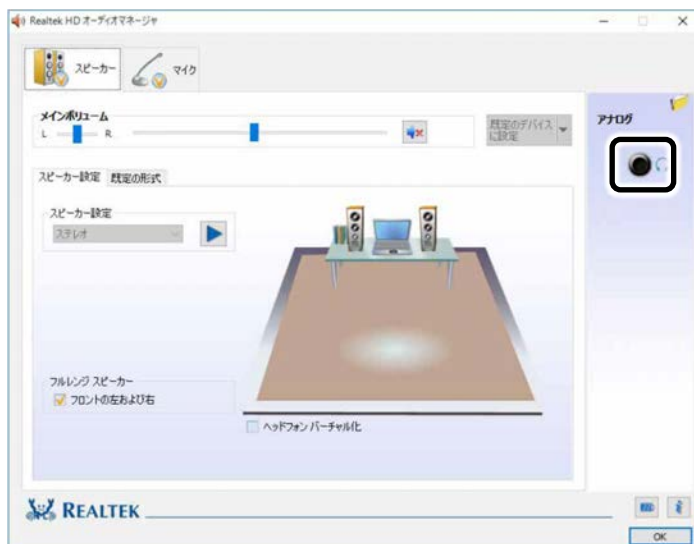 Realtek HD オーディオマネージャ
スピーカー
マイク
メインボリューム
L
R
既定のデバイス
に設定
アナログ
スピーカー設定
既定の形式
スピーカー設定
ステレオ
フルレンジ スピーカー
フロントの左および右
ヘッドフォン バーチャル化
REALTEK
OK